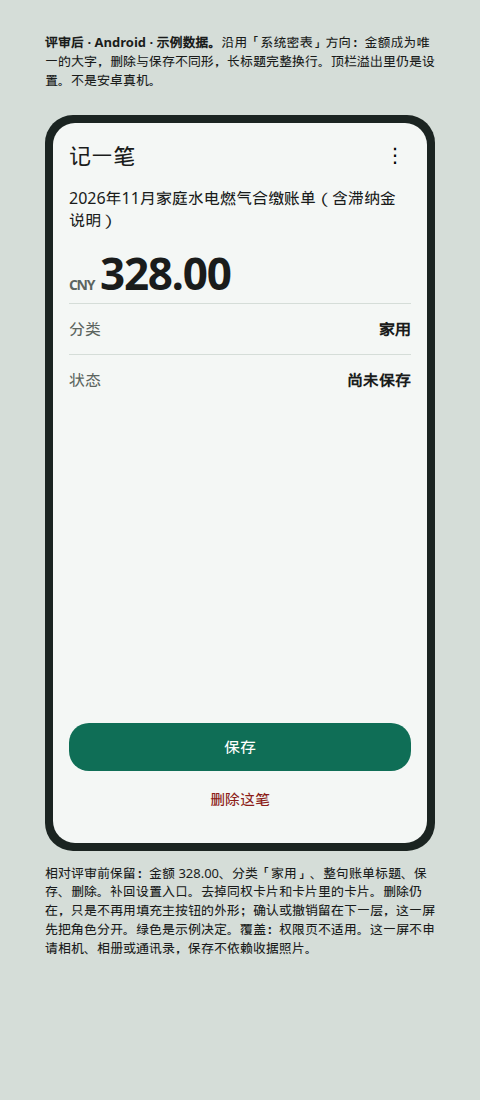 评审后 · Android · 示例数据。沿用「系统密表」方向：金额成为唯
一的大字，删除与保存不同形，长标题完整换行。顶栏溢出里仍是设
置。不是安卓真机。
记一笔
2026年11月家庭水电燃气合缴账单（含滞纳金
说明）
CNY 328.00
分类 家用
状态 尚未保存
保存
删除这笔
相对评审前保留：金额 328.00、分类「家用」、整句账单标题、保
存、删除。补回设置入口。去掉同权卡片和卡片里的卡片。删除仍
在，只是不再用填充主按钮的外形；确认或撤销留在下一层，这一屏
先把角色分开。绿色是示例决定。覆盖：权限页不适用。这一屏不申
请相机、相册或通讯录，保存不依赖收据照片。